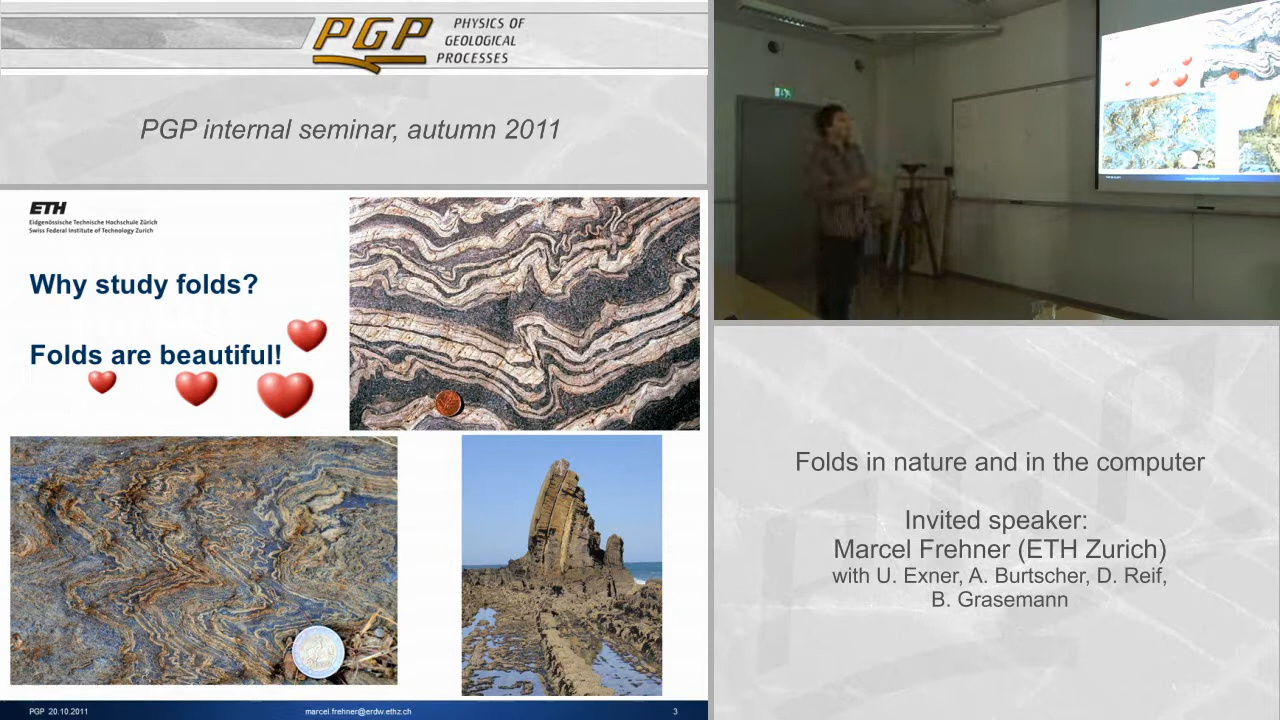 PGP
PHYSICS OF
GEOLOGICAL
PROCESSES
PGP internal seminar, autumn 2011
ETH
Eidgenössische Technische Hochschule Zürich
Swiss Federal Institute of Technology Zurich
Why study folds?
Folds are beautiful!
PGP 20.10.2011
marcel.frehner@erdw.ethz.ch
3
Folds in nature and in the computer
Invited speaker:
Marcel Frehner (ETH Zurich)
with U. Exner, A. Burtscher, D. Reif,
B. Grasemann